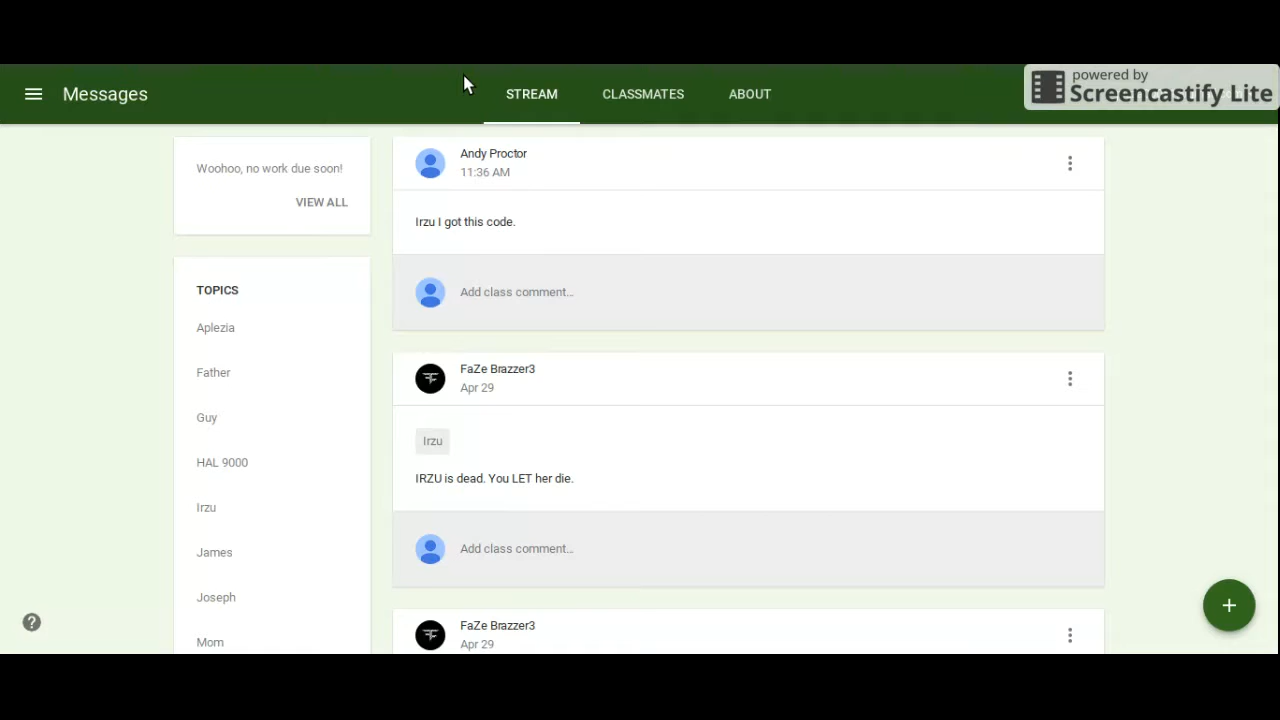 Messages
STREAM
CLASSMATES
ABOUT
powered by
Screencastify Lite
Woohoo, no work due soon!
VIEW ALL
TOPICS
Aplezia
Father
Guy
HAL 9000
Irzu
James
Joseph
Mom
Andy Proctor
11:36 AM
Irzu I got this code.
Add class comment...
FaZe Brazzer3
Apr 29
Irzu
IRZU is dead. You LET her die.
Add class comment...
FaZe Brazzer3
Apr 29